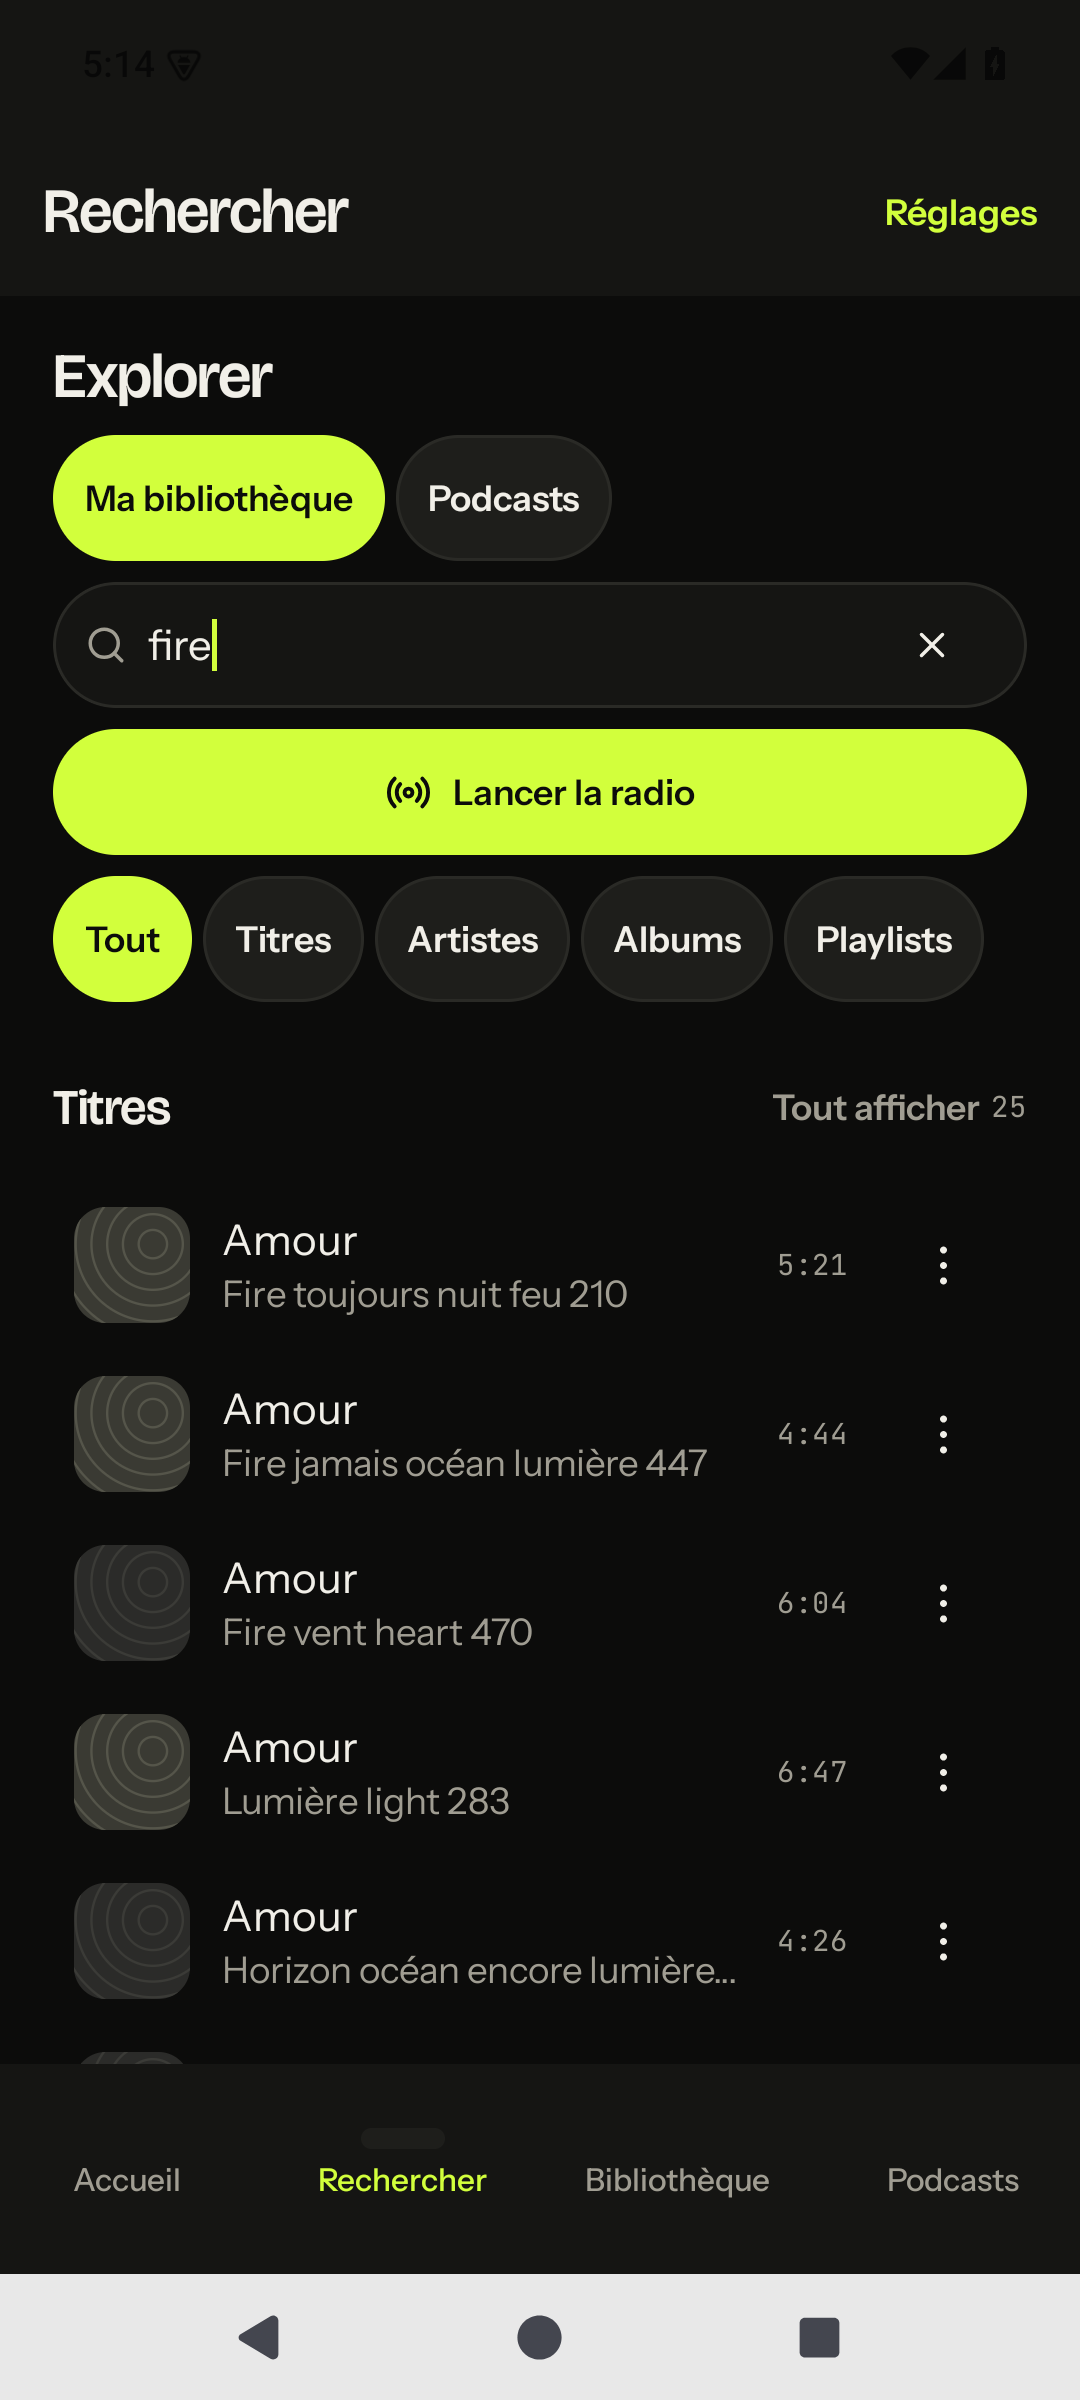 5:14
Rechercher
Réglages
Explorer
Ma bibliothèque
Podcasts
fire
Lancer la radio
Tout
Titres
Artistes
Albums
Playlists
Titres
Tout afficher 25
Amour
Fire toujours nuit feu 210
5:21
Amour
Fire jamais océan lumière 447
4:44
Amour
Fire vent heart 470
6:04
Amour
Lumière light 283
6:47
Amour
Horizon océan encore lumière...
4:26
Accueil
Rechercher
Bibliothèque
Podcasts